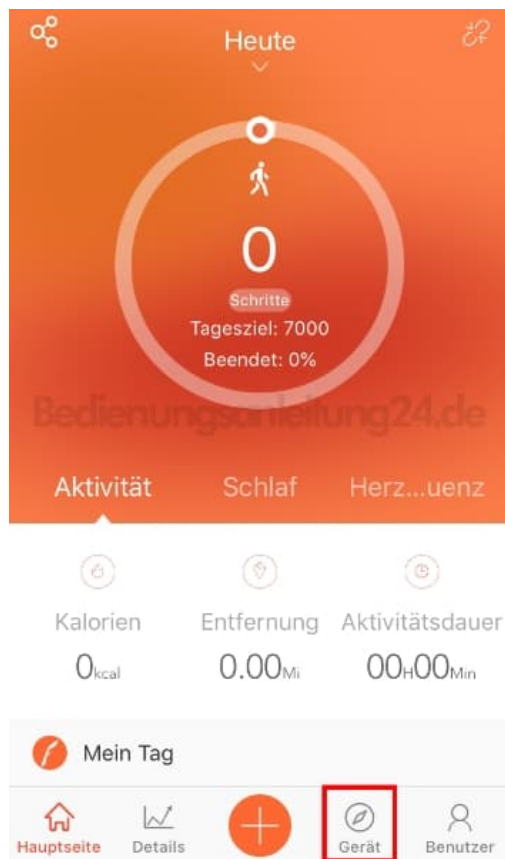 Heute
0
Schritte
Tagesziel: 7000
Beendet: 0%
Bedienungsanleitung24.de
Aktivität Schlaf Herz...uenz
Kalorien Entfernung Aktivitätsdauer
0kcal 0.00Mi 00H00Min
Mein Tag
Hauptseite Details Gerät Benutzer